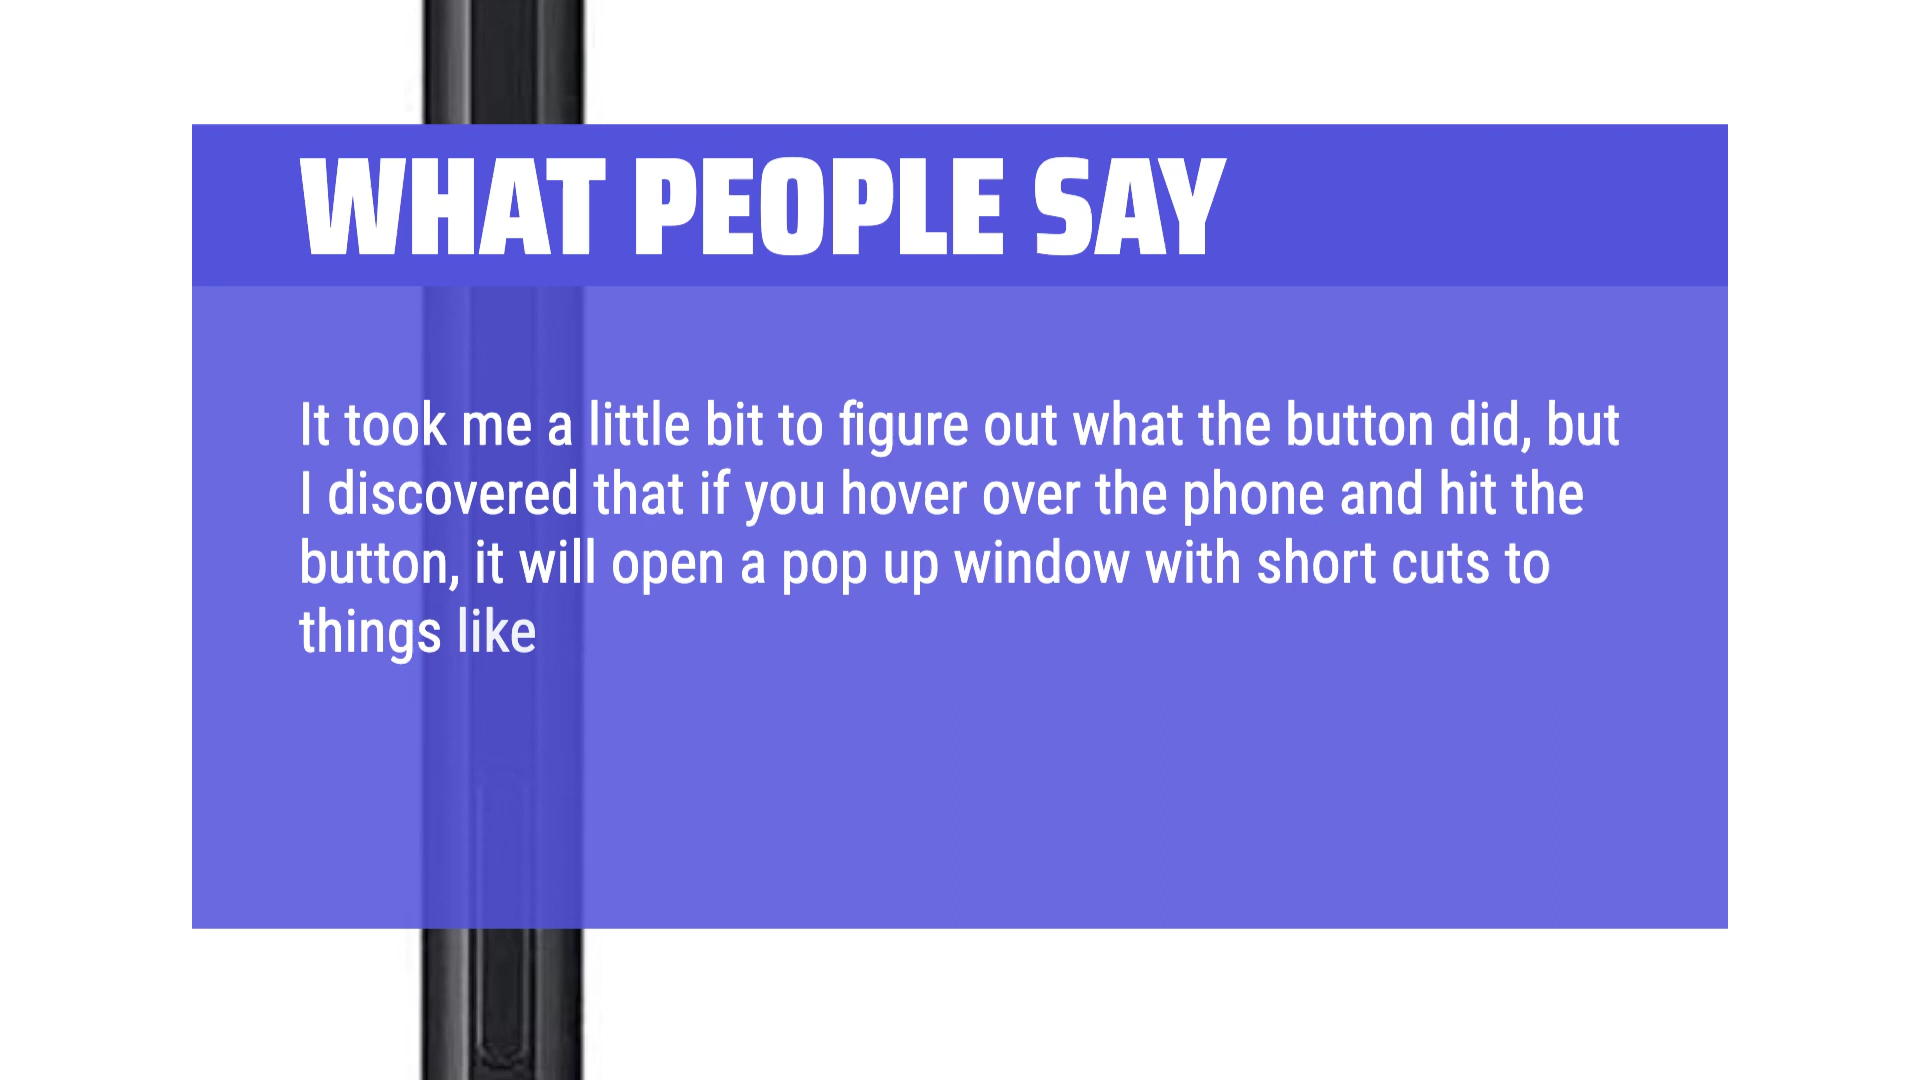 WHAT PEOPLE SAY
It took me a little bit to figure out what the button did, but
I discovered that if you hover over the phone and hit the
button, it will open a pop up window with short cuts to
things like